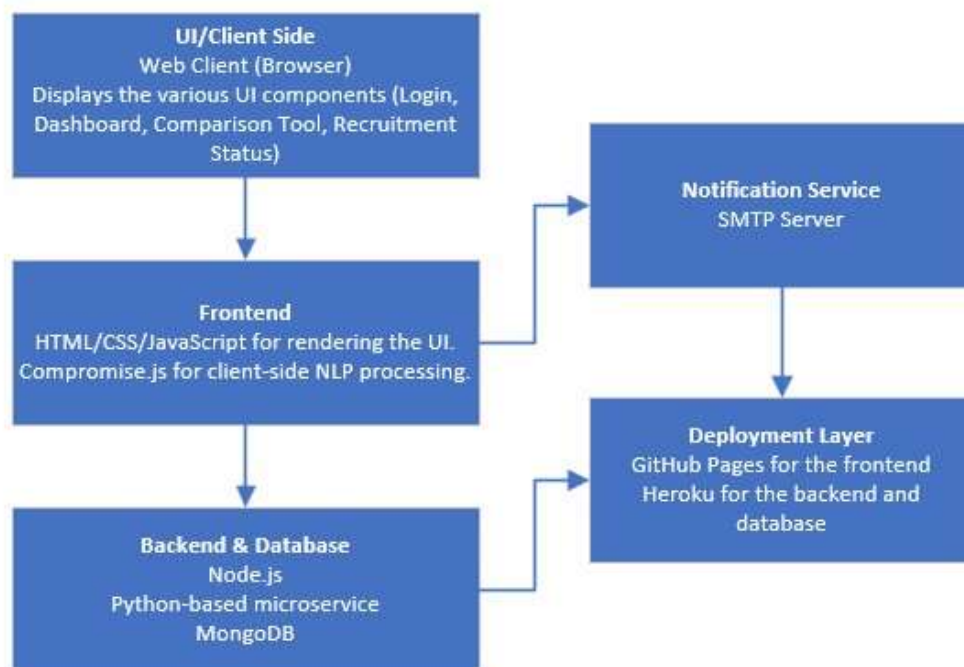 UI/Client Side
Web Client (Browser)
Displays the various UI components (Login,
Dashboard, Comparison Tool, Recruitment
Status)
Notification Service
SMTP Server
Frontend
HTML/CSS/JavaScript for rendering the UI.
Compromise.js for client-side NLP processing.
Deployment Layer
GitHub Pages for the frontend
Heroku for the backend and
database
Backend & Database
Node.js
Python-based microservice
MongoDB